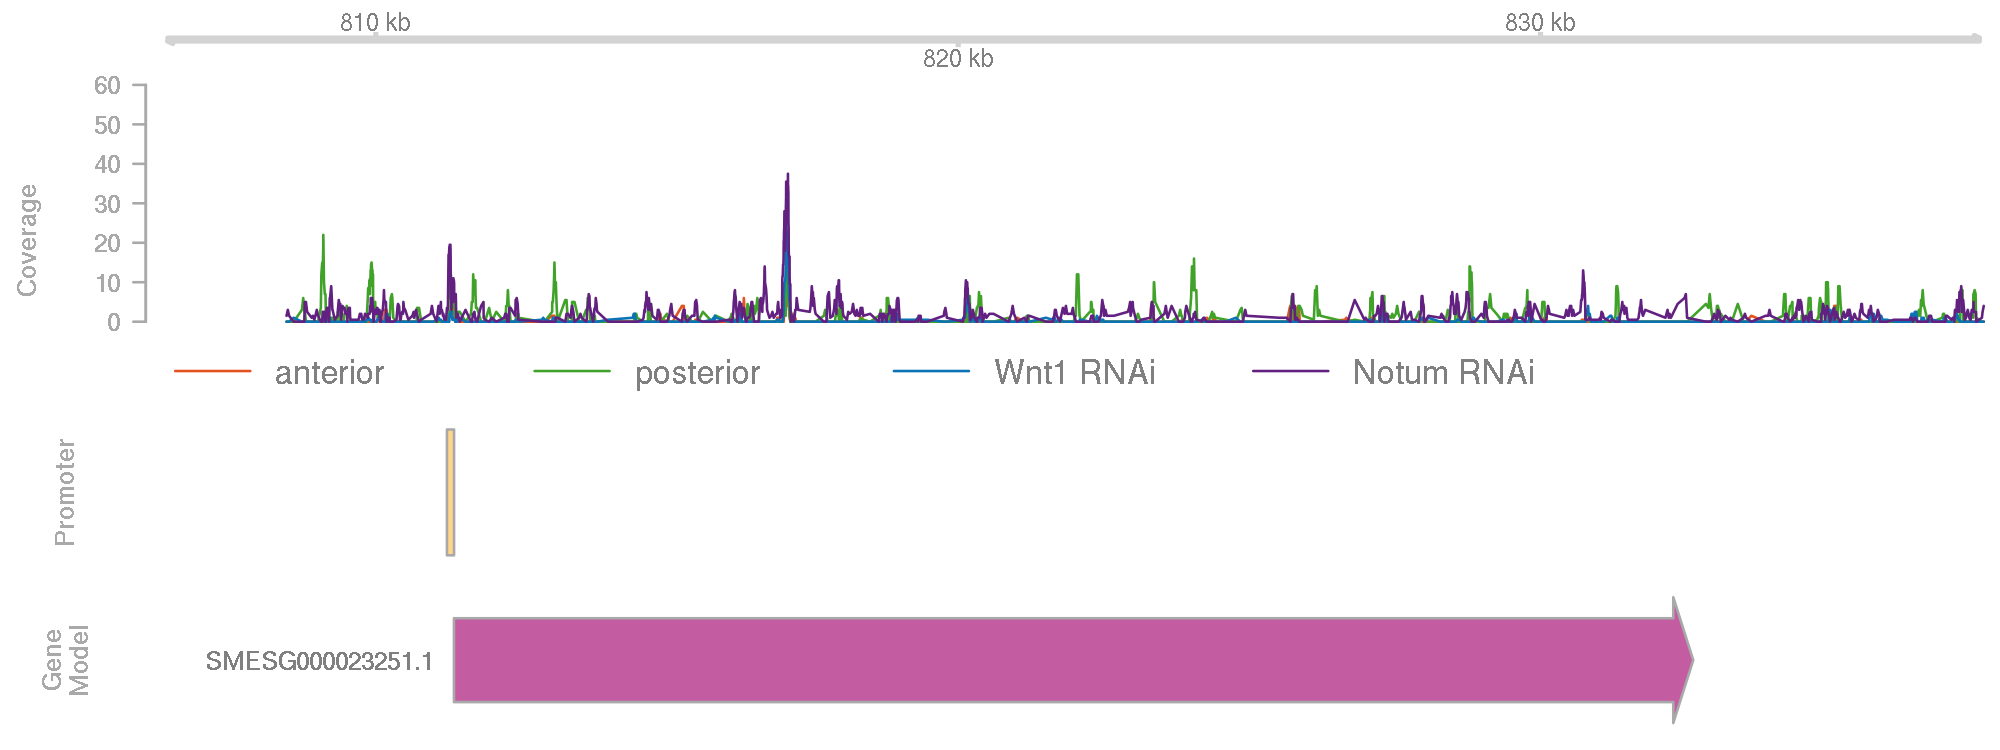 810 kb
830 kb
820 kb
60
50
40
30
20
10
0
Coverage
anterior
posterior
Wnt1 RNAi
Notum RNAi
Promoter
Gene
Model
SMESG000023251.1